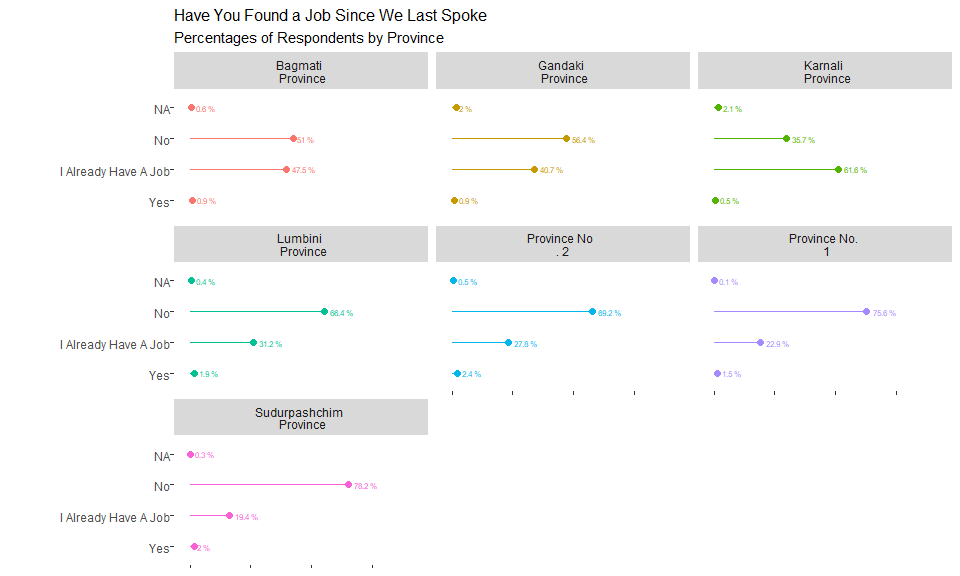 Have You Found a Job Since We Last Spoke
Percentages of Respondents by Province
Bagmati
Province
Gandaki
Province
Karnali
Province
NA
0.6 %
2 %
2.1 %
No
51 %
56.4 %
35.7 %
I Already Have A Job
47.5 %
40.7 %
61.6 %
Yes
0.9 %
0.9 %
0.5 %
Lumbini
Province
Province No
. 2
Province No.
1
NA
0.4 %
0.5 %
0.1 %
No
66.4 %
69.2 %
75.6 %
I Already Have A Job
31.2 %
27.8 %
22.9 %
Yes
1.9 %
2.4 %
1.5 %
Sudurpashchim
Province
NA
0.3 %
No
78.2 %
I Already Have A Job
19.4 %
Yes
2 %